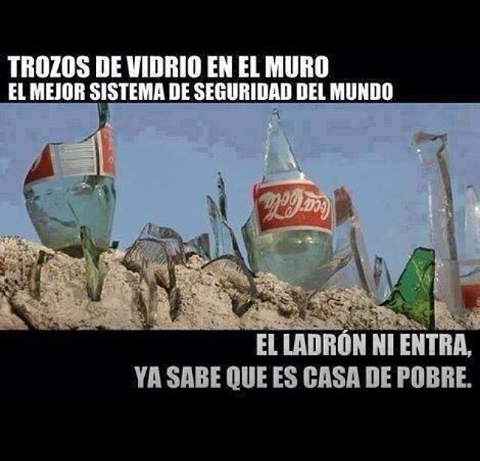 TROZOS DE VIDRIO EN EL MURO
EL MEJOR SISTEMA DE SEGURIDAD DEL MUNDO
Coca-Cola
EL LADRÓN NI ENTRA,
YA SABE QUE ES CASA DE POBRE.